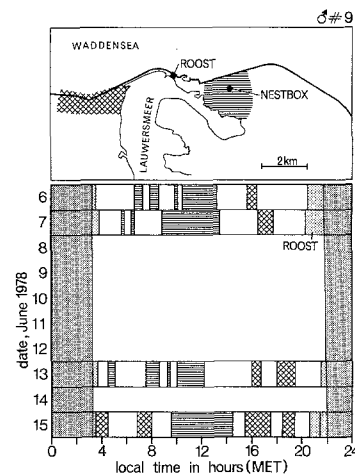 ♂#9
WADDENSEA
ROOST
NESTBOX
LAUWERSMEER
2km
6
7
8
ROOST
9
10
11
12
13
14
15
date, June 1978
0 4 8 12 16 20 24
local time in hours (MET)